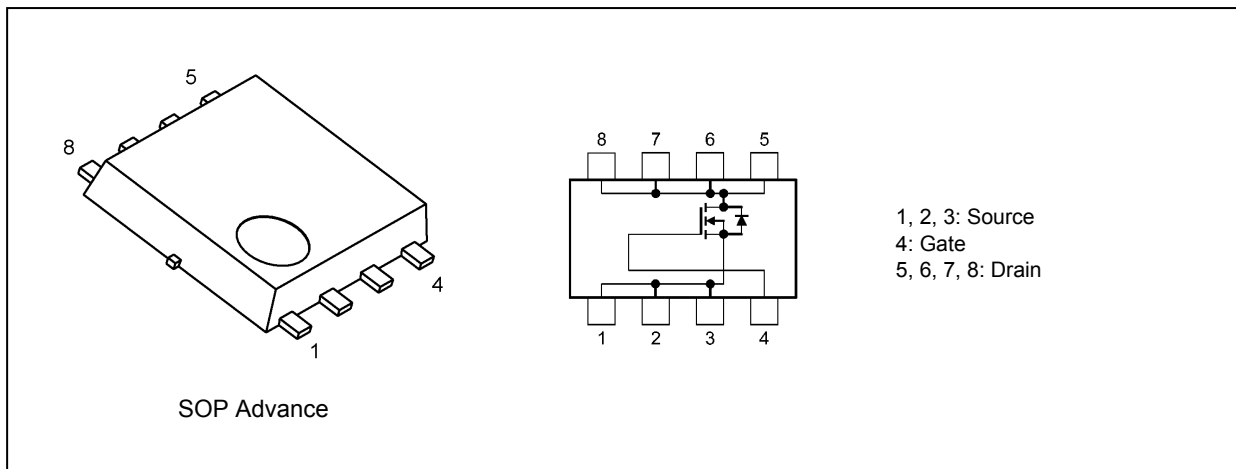 5
8
4
1
SOP Advance
8 7 6 5
1 2 3 4
1, 2, 3: Source
4: Gate
5, 6, 7, 8: Drain